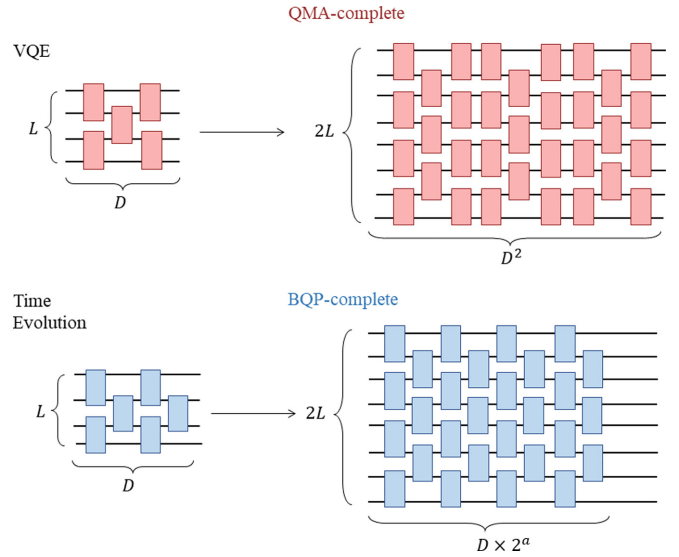 QMA-complete
VQE
L
2L
D
D²
BQP-complete
Time
Evolution
L
2L
D
D × 2ᵃ